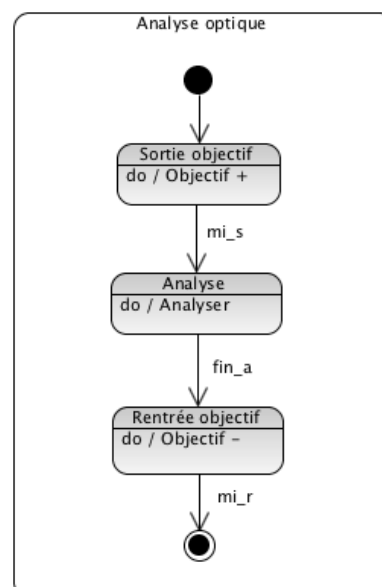 Analyse optique
Sortie objectif
do / Objectif +
mi_s
Analyse
do / Analyser
fin_a
Rentrée objectif
do / Objectif -
mi_r